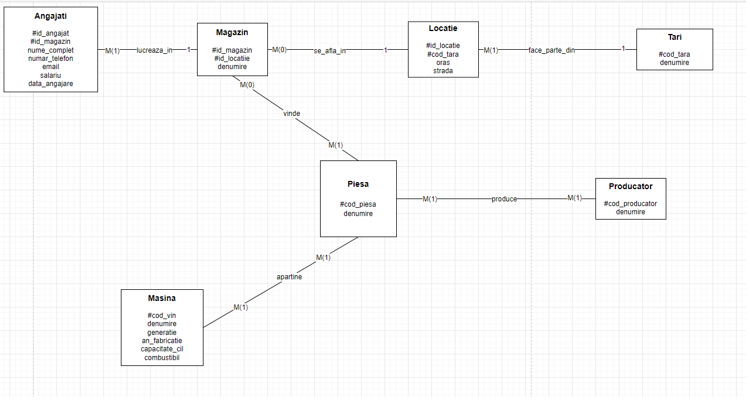 Angajati
#id_angajat
#id_magazin
nume_complet
numar_telefon
email
salariu
data_angajare
M(1)
lucreaza_in
1
Magazin
#id_magazin
#id_locatiie
denumire
M(0)
se_afla_in
1
Locatie
#id_locatie
#cod_tara
oras
strada
M(1)
face_parte_din
1
Tari
#cod_tara
denumire
M(0)
vinde
M(1)
Piesa
#cod_piesa
denumire
M(1)
produce
M(1)
Producator
#cod_producator
denumire
M(1)
apartine
M(1)
Masina
#cod_vin
denumire
generatie
an_fabricatie
capacitate_cil
combustibil